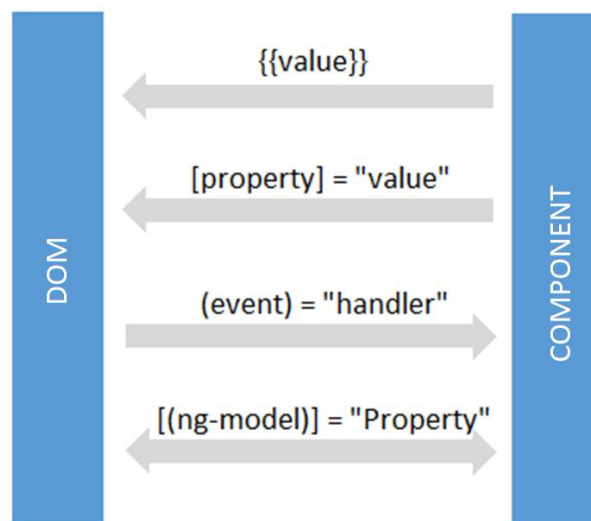 {{value}}
[property] = "value"
DOM
(event) = "handler"
COMPONENT
[(ng-model)] = "Property"